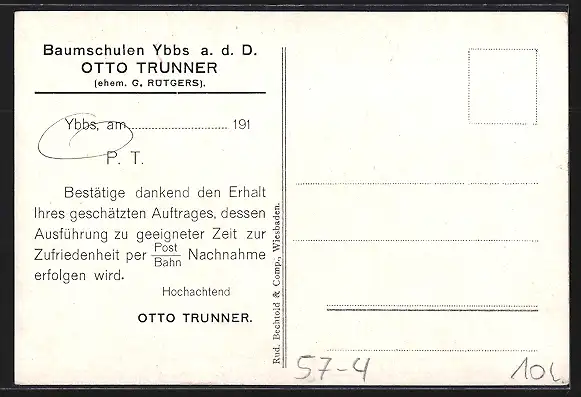 Baumschulen Ybbs a. d. D.
OTTO TRUNNER
(ehem. G. RÜTGERS).
Ybbs, am 191
P. T.
Bestätige dankend den Erhalt
Ihres geschätzten Auftrages, dessen
Ausführung zu geeigneter Zeit zur
Zufriedenheit per Post Bahn Nachnahme
erfolgen wird.
Hochachtend
OTTO TRUNNER.
Rud. Bechtold & Comp., Wiesbaden.
57-4